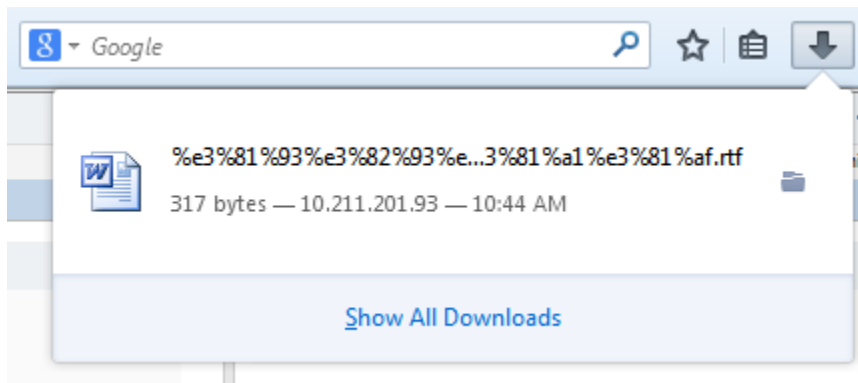 8 Google
%e3%81%93%e3%82%93%e...3%81%a1%e3%81%af.rtf
317 bytes — 10.211.201.93 — 10:44 AM
Show All Downloads